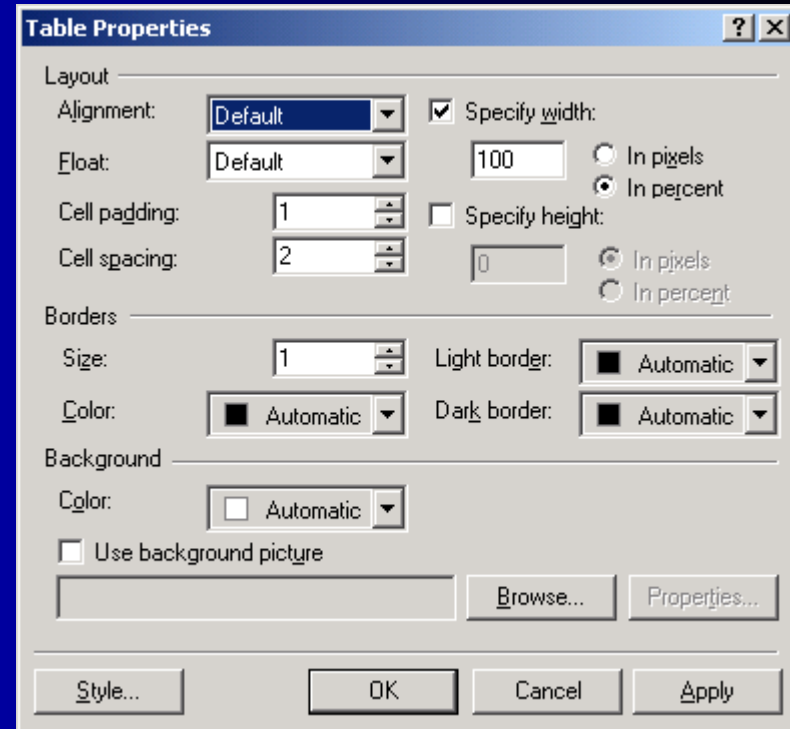 Table Properties ? ×
Layout
Alignment: Default Specify width:
Float: Default 100 In pixels
In percent
Cell padding: 1 Specify height:
Cell spacing: 2 0 In pixels
In percent
Borders
Size: 1 Light border: Automatic
Color: Automatic Dark border: Automatic
Background
Color: Automatic
Use background picture
Browse... Properties...
Style... OK Cancel Apply